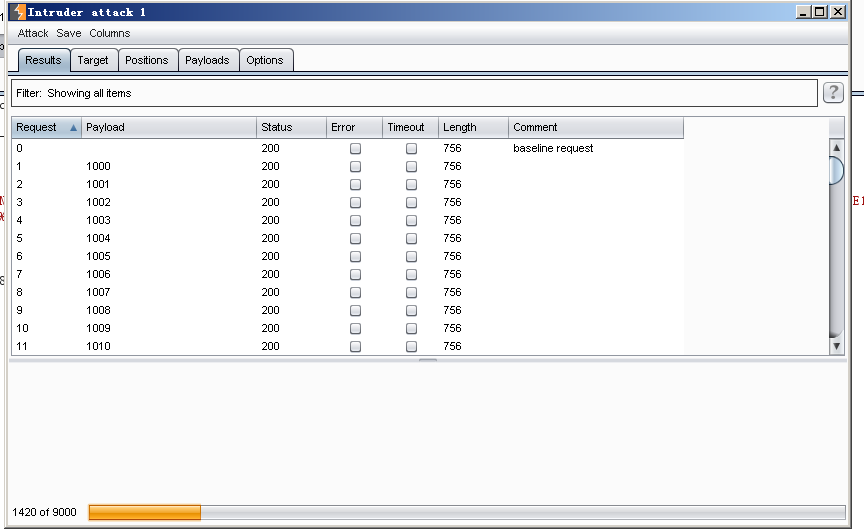 Intruder attack 1
Attack Save Columns
Results Target Positions Payloads Options
Filter: Showing all items ?
Request Payload Status Error Timeout Length Comment
0 200 756 baseline request
1 1000 200 756
2 1001 200 756
3 1002 200 756
4 1003 200 756
5 1004 200 756
6 1005 200 756
7 1006 200 756
8 1007 200 756
9 1008 200 756
10 1009 200 756
11 1010 200 756
1420 of 9000